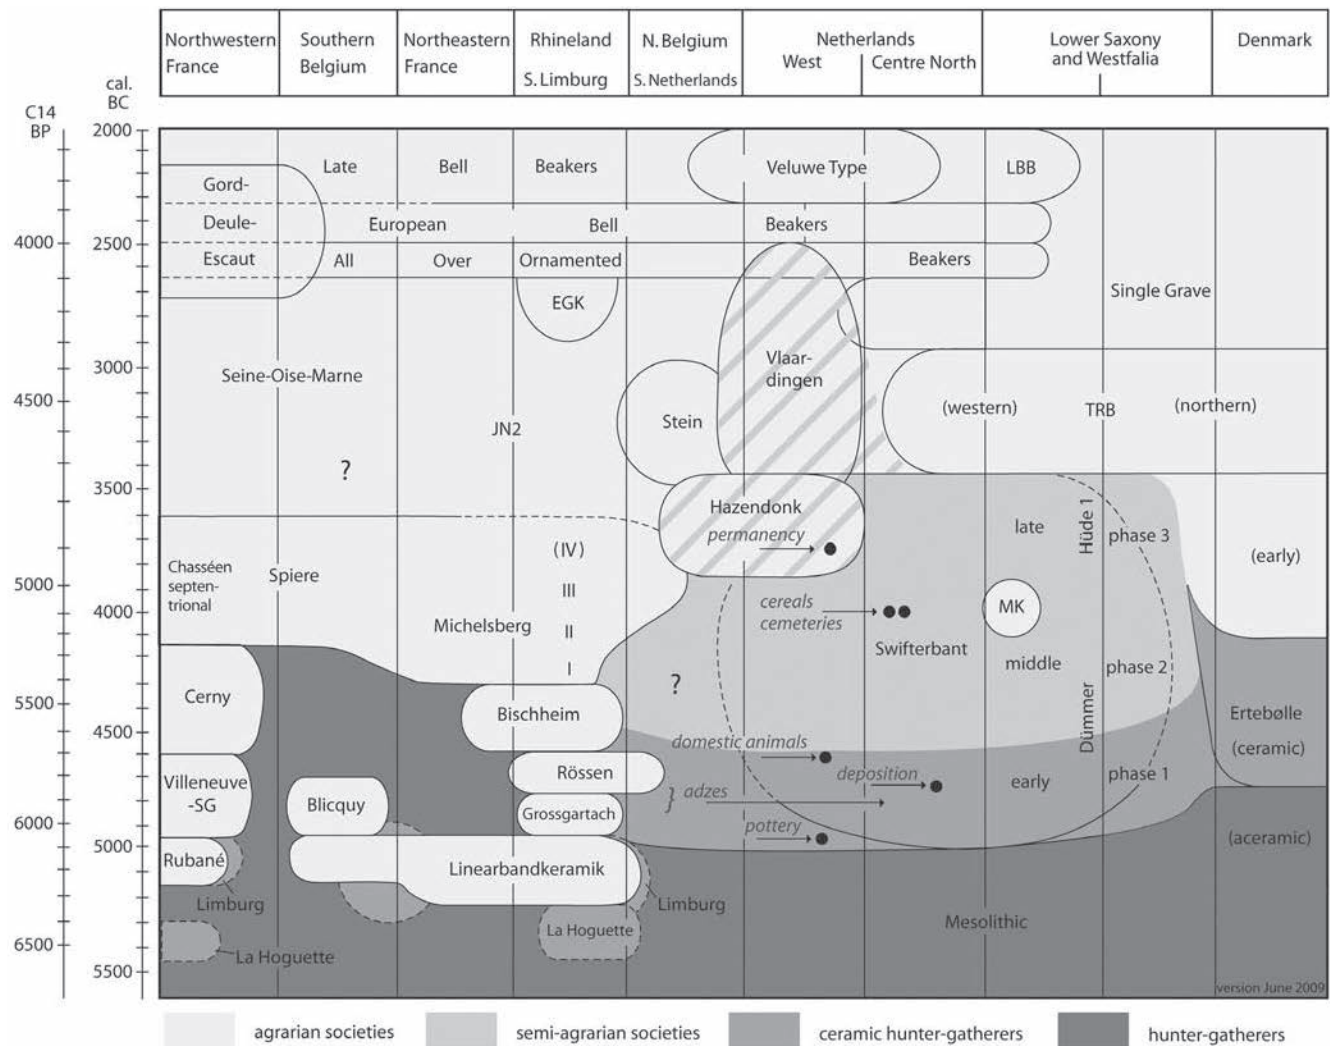 Northwestern
France
Southern
Belgium
Northeastern
France
Rhineland
S. Limburg
N. Belgium
S. Netherlands
Netherlands
West
Centre North
Lower Saxony
and Westfalia
Denmark
cal.
BC
C14
BP
2000
Late
Bell
Beakers
Veluwe Type
LBB
Gord-
Deule-
European
Bell
Beakers
4000
2500
Escaut
All
Over
Ornamented
Beakers
EGK
Single Grave
3000
Vlaar-
dingen
Seine-Oise-Marne
4500
(western)
TRB
(northern)
Stein
JN2
?
3500
Hazendonk
permanency
late
Hüde 1
phase 3
(IV)
(early)
Chasséen
septen-
trional
Spiere
5000
III
cereals
cemeteries
MK
4000
Michelsberg
II
Swifterbant
I
middle
phase 2
?
Cerny
5500
Bischheim
Ertebølle
(ceramic)
4500
Dümmer
domestic animals
Rössen
deposition
early
phase 1
Villeneuve
-SG
Blicquy
} adzes
Grossgartach
6000
pottery
5000
Rubané
Linearbandkeramik
(aceramic)
Limburg
Limburg
Mesolithic
La Hoguette
6500
La Hoguette
5500
version June 2009
agrarian societies
semi-agrarian societies
ceramic hunter-gatherers
hunter-gatherers